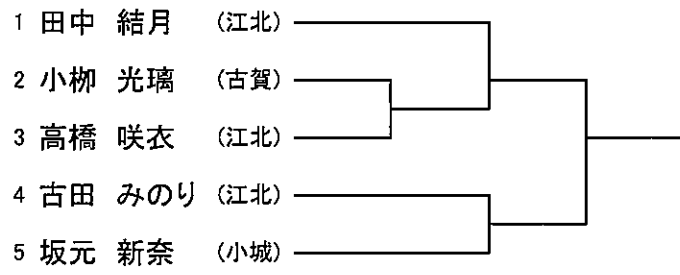 1 田中 結月 (江北)
2 小栁 光璃 (古賀)
3 高橋 咲衣 (江北)
4 古田 みのり (江北)
5 坂元 新奈 (小城)